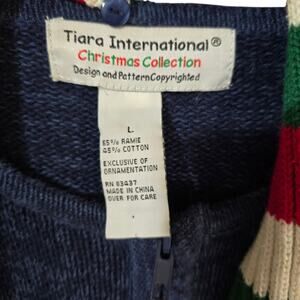 Tiara International®
Christmas Collection
Design and Pattern Copyrighted
L
55% RAMIE
45% COTTON
EXCLUSIVE OF
ORNAMENTATION
RN 83437
MADE IN CHINA
OVER FOR CARE